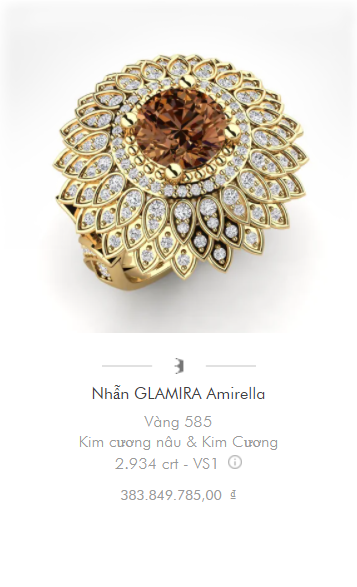 Nhẫn GLAMIRA Amirella
Vàng 585
Kim cương nâu & Kim Cương
2.934 crt - VS1
383.849.785,00 ₫